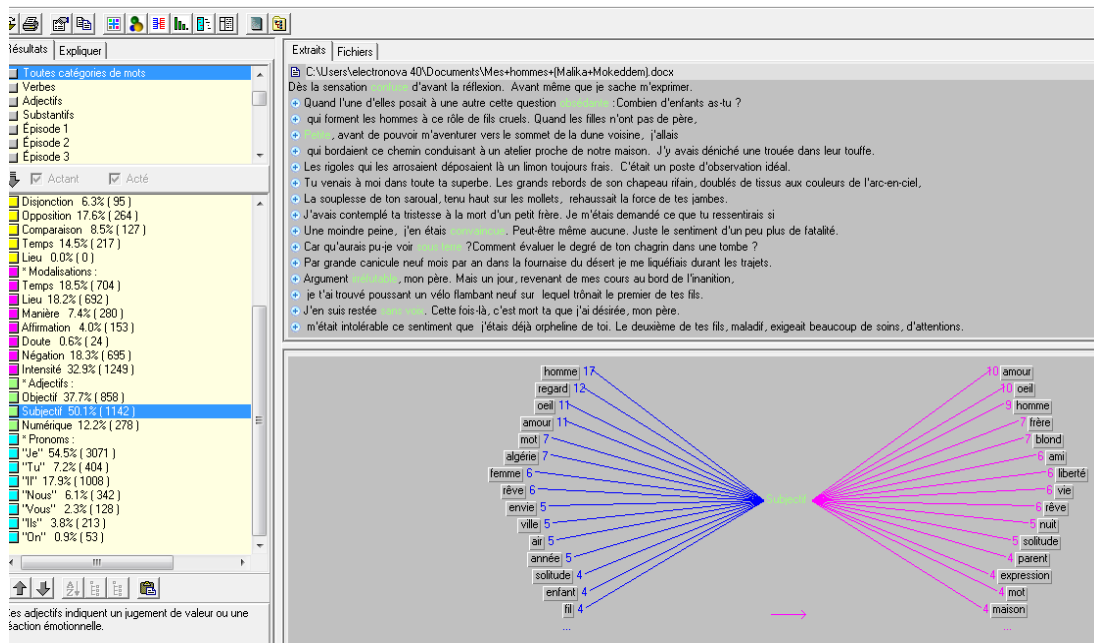 Résultats
Expliquer
Toutes catégories de mots
Verbes
Adjectifs
Substantifs
Épisode 1
Épisode 2
Épisode 3
Actant
Acté
Disjonction 6.3% ( 95 )
Opposition 17.6% ( 264 )
Comparaison 8.5% ( 127 )
Temps 14.5% ( 217 )
Lieu 0.0% ( 0 )
* Modalisations :
Temps 18.5% ( 704 )
Lieu 18.2% ( 692 )
Manière 7.4% ( 280 )
Affirmation 4.0% ( 153 )
Doute 0.6% ( 24 )
Négation 18.3% ( 695 )
Intensité 32.9% ( 1249 )
* Adjectifs :
Objectif 37.7% ( 858 )
Subjectif 50.1% ( 1142 )
Numérique 12.2% ( 278 )
* Pronoms :
"Je" 54.5% ( 3071 )
"Tu" 7.2% ( 404 )
"Il" 17.9% ( 1008 )
"Nous" 6.1% ( 342 )
"Vous" 2.3% ( 128 )
"Ils" 3.8% ( 213 )
"On" 0.9% ( 53 )
Ces adjectifs indiquent un jugement de valeur ou une
réaction émotionnelle.
Extraits
Fichiers
C:\Users\electronova 40\Documents\Mes+hommes+(Malika+Mokeddem).docx
Dès la sensation confuse d'avant la réflexion. Avant même que je sache m'exprimer.
Quand l'une d'elles posait à une autre cette question obsédante :Combien d'enfants as-tu ?
qui forment les hommes à ce rôle de fils cruels. Quand les filles n'ont pas de père,
Petite, avant de pouvoir m'aventurer vers le sommet de la dune voisine, j'allais
qui bordaient ce chemin conduisant à un atelier proche de notre maison. J'y avais déniché une trouée dans leur touffe.
Les rigoles qui les arrosaient déposaient là un limon toujours frais. C'était un poste d'observation idéal.
Tu venais à moi dans toute ta superbe. Les grands rebords de son chapeau rifain, doublés de tissus aux couleurs de l'arc-en-ciel,
La souplesse de ton saroual, tenu haut sur les mollets, rehaussait la force de tes jambes.
J'avais contemplé ta tristesse à la mort d'un petit frère. Je m'étais demandé ce que tu ressentirais si
Une moindre peine, j'en étais convaincue. Peut-être même aucune. Juste le sentiment d'un peu plus de fatalité.
Car qu'aurais pu-je voir sous terre ?Comment évaluer le degré de ton chagrin dans une tombe ?
Par grande canicule neuf mois par an dans la fournaise du désert je me liquéfiais durant les trajets.
Argument irréfutable, mon père. Mais un jour, revenant de mes cours au bord de l'inanition,
je t'ai trouvé poussant un vélo flambant neuf sur lequel trônait le premier de tes fils.
J'en suis restée sans voix. Cette fois-là, c'est mort ta que j'ai désirée, mon père.
m'était intolérable ce sentiment que j'étais déjà orpheline de toi. Le deuxième de tes fils, maladif, exigeait beaucoup de soins, d'attentions.
homme 17
regard 12
oeil 11
amour 11
mot 7
algérie 7
femme 6
rêve 6
envie 5
ville 5
air 5
année 5
solitude 4
enfant 4
fil 4
...
Subjectif
10 amour
10 oeil
9 homme
7 frère
7 blond
6 ami
6 liberté
6 vie
6 rêve
5 nuit
5 solitude
4 parent
4 expression
4 mot
4 maison
...